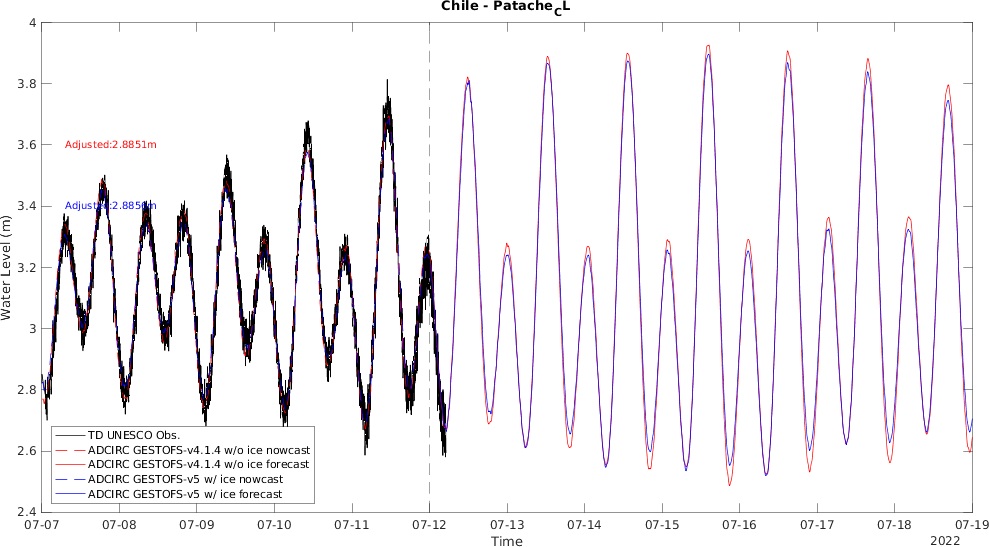 Chile - Patache_CL
4
3.8
3.6
3.4
3.2
3
2.8
2.6
2.4
Water Level (m)
Adjusted:2.8851m
TD UNESCO Obs.
ADCIRC GESTOFS-v4.1.4 w/o ice nowcast
ADCIRC GESTOFS-v4.1.4 w/o ice forecast
ADCIRC GESTOFS-v5 w/ ice nowcast
ADCIRC GESTOFS-v5 w/ ice forecast
07-07 07-08 07-09 07-10 07-11 07-12 07-13 07-14 07-15 07-16 07-17 07-18 07-19
Time
2022